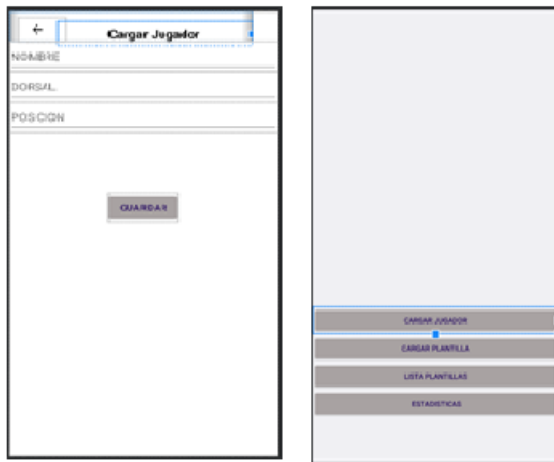 Cargar Jugador
NOMBRE
DORSAL
POSCION
GUARDAR
CARGAR JUGADOR
CARGAR PLANTILLA
LISTA PLANTILLAS
ESTADISTICAS